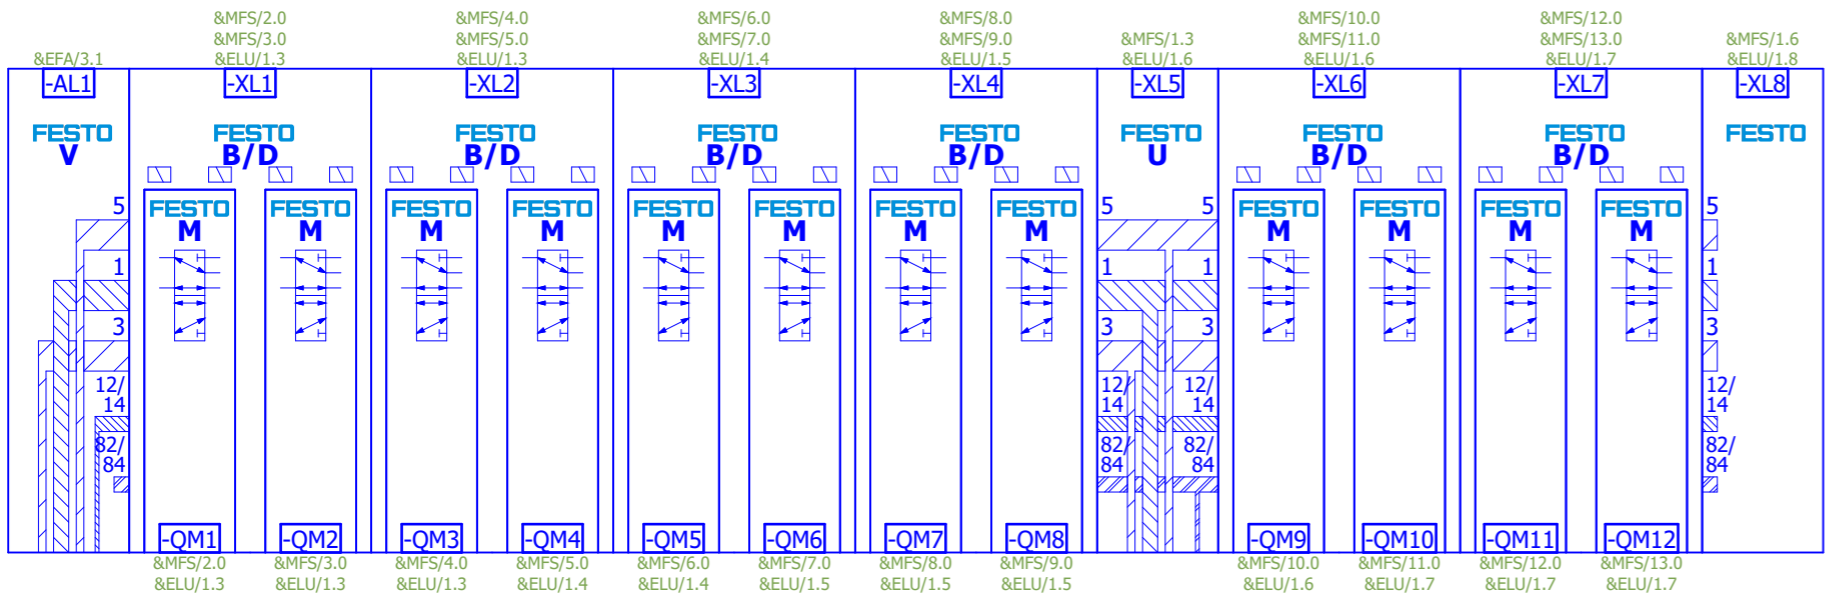 &MFS/2.0 &MFS/4.0 &MFS/6.0 &MFS/8.0 &MFS/10.0 &MFS/12.0
&MFS/3.0 &MFS/5.0 &MFS/7.0 &MFS/9.0 &MFS/1.3 &MFS/11.0 &MFS/13.0 &MFS/1.6
&EFA/3.1 &ELU/1.3 &ELU/1.3 &ELU/1.4 &ELU/1.5 &ELU/1.6 &ELU/1.6 &ELU/1.7 &ELU/1.8
-AL1 -XL1 -XL2 -XL3 -XL4 -XL5 -XL6 -XL7 -XL8
FESTO FESTO FESTO FESTO FESTO FESTO FESTO FESTO FESTO
V B/D B/D B/D B/D U B/D B/D
5 FESTO FESTO FESTO FESTO FESTO FESTO FESTO FESTO 5 5 FESTO FESTO FESTO FESTO 5
M M M M M M M M M M M M
1 1 1 1
3 3 3 3
12/ 12/ 12/ 12/
14 14 14 14
82/ 82/ 82/ 82/
84 84 84 84
-QM1 -QM2 -QM3 -QM4 -QM5 -QM6 -QM7 -QM8 -QM9 -QM10 -QM11 -QM12
&MFS/2.0 &MFS/3.0 &MFS/4.0 &MFS/5.0 &MFS/6.0 &MFS/7.0 &MFS/8.0 &MFS/9.0 &MFS/10.0 &MFS/11.0 &MFS/12.0 &MFS/13.0
&ELU/1.3 &ELU/1.3 &ELU/1.3 &ELU/1.4 &ELU/1.4 &ELU/1.5 &ELU/1.5 &ELU/1.5 &ELU/1.6 &ELU/1.7 &ELU/1.7 &ELU/1.7